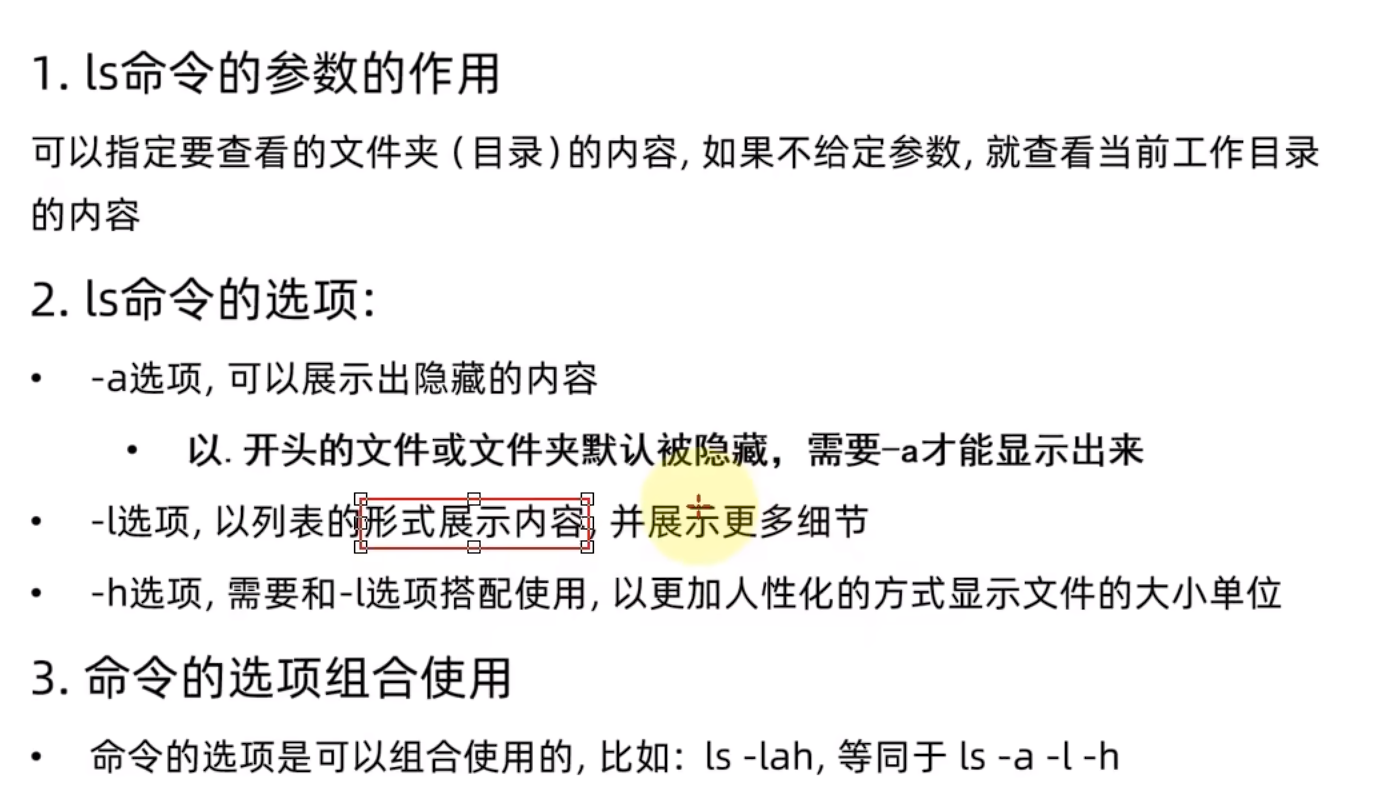 1. ls命令的参数的作用
可以指定要查看的文件夹（目录）的内容, 如果不给定参数, 就查看当前工作目录
的内容
2. ls命令的选项:
• -a选项, 可以展示出隐藏的内容
• 以. 开头的文件或文件夹默认被隐藏，需要-a才能显示出来
• -l选项, 以列表的形式展示内容, 并展示更多细节
• -h选项, 需要和-l选项搭配使用, 以更加人性化的方式显示文件的大小单位
3. 命令的选项组合使用
• 命令的选项是可以组合使用的, 比如: ls -lah, 等同于 ls -a -l -h